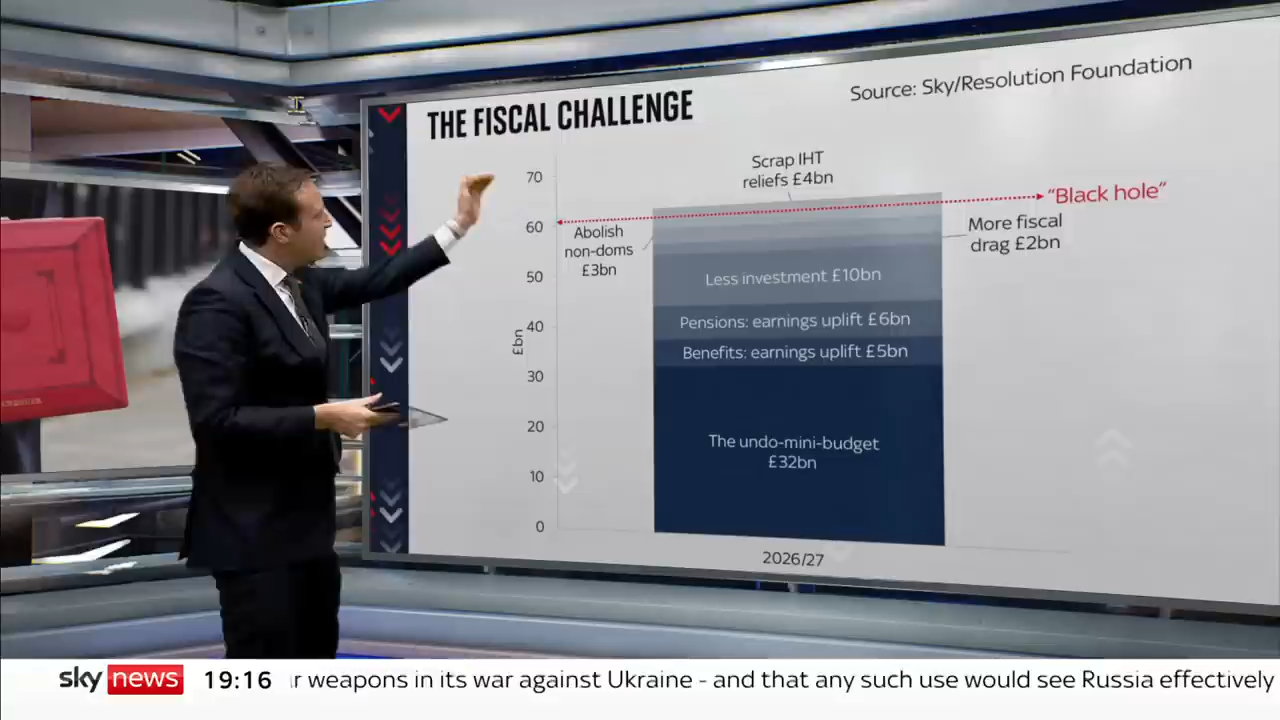 THE FISCAL CHALLENGE
Source: Sky/Resolution Foundation
Scrap IHT
reliefs £4bn
"Black hole"
Abolish
non-doms
£3bn
More fiscal
drag £2bn
Less investment £10bn
Pensions: earnings uplift £6bn
Benefits: earnings uplift £5bn
The undo-mini-budget
£32bn
£bn
70
60
50
40
30
20
10
0
2026/27
sky news 19:16 r weapons in its war against Ukraine - and that any such use would see Russia effectively